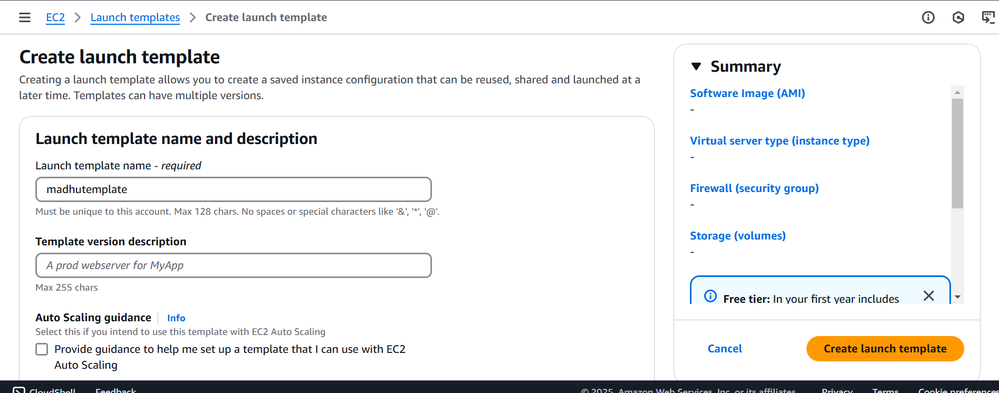 EC2 > Launch templates > Create launch template
Create launch template
Creating a launch template allows you to create a saved instance configuration that can be reused, shared and launched at a
later time. Templates can have multiple versions.
Launch template name and description
Launch template name - required
madhutemplate
Must be unique to this account. Max 128 chars. No spaces or special characters like '&', '*', '@'.
Template version description
A prod webserver for MyApp
Max 255 chars
Auto Scaling guidance | Info
Select this if you intend to use this template with EC2 Auto Scaling
Provide guidance to help me set up a template that I can use with EC2
Auto Scaling
Summary
Software Image (AMI)
-
Virtual server type (instance type)
-
Firewall (security group)
-
Storage (volumes)
-
Free tier: In your first year includes
Cancel
Create launch template
CloudShell Feedback © 2025, Amazon Web Services, Inc. or its affiliates. Privacy Terms Cookie preferences